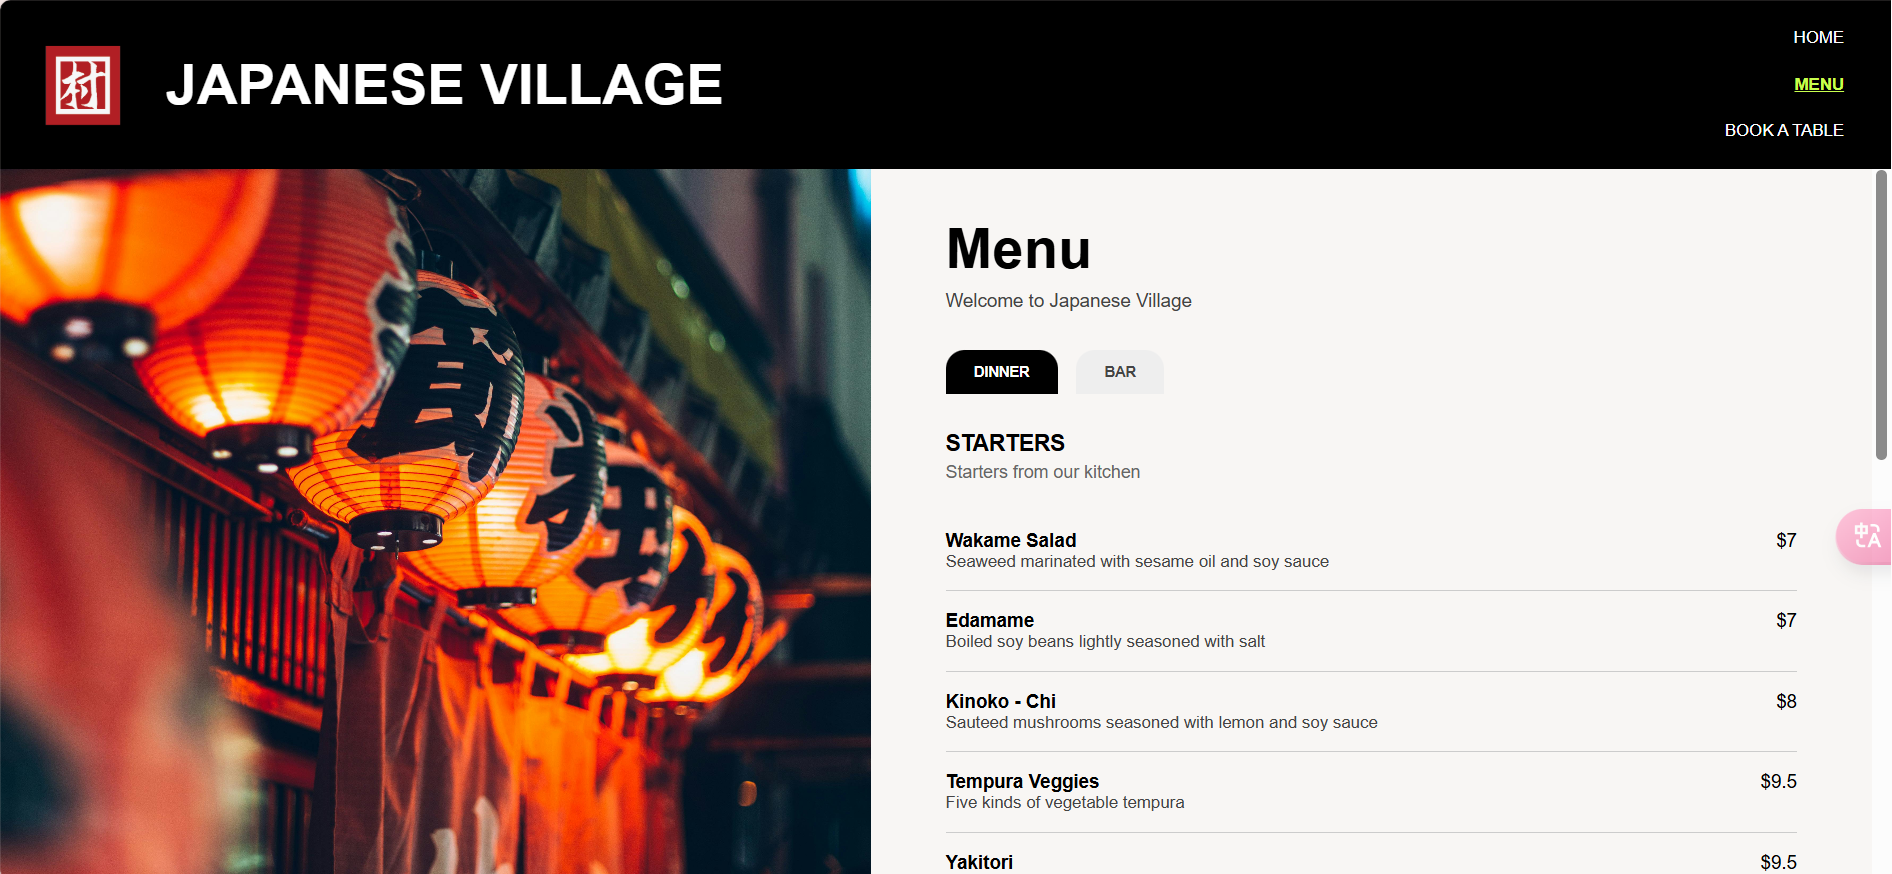 村
JAPANESE VILLAGE
HOME
MENU
BOOK A TABLE
Menu
Welcome to Japanese Village
DINNER
BAR
STARTERS
Starters from our kitchen
Wakame Salad
$7
Seaweed marinated with sesame oil and soy sauce
Edamame
$7
Boiled soy beans lightly seasoned with salt
Kinoko - Chi
$8
Sauteed mushrooms seasoned with lemon and soy sauce
Tempura Veggies
$9.5
Five kinds of vegetable tempura
Yakitori
$9.5
中 A